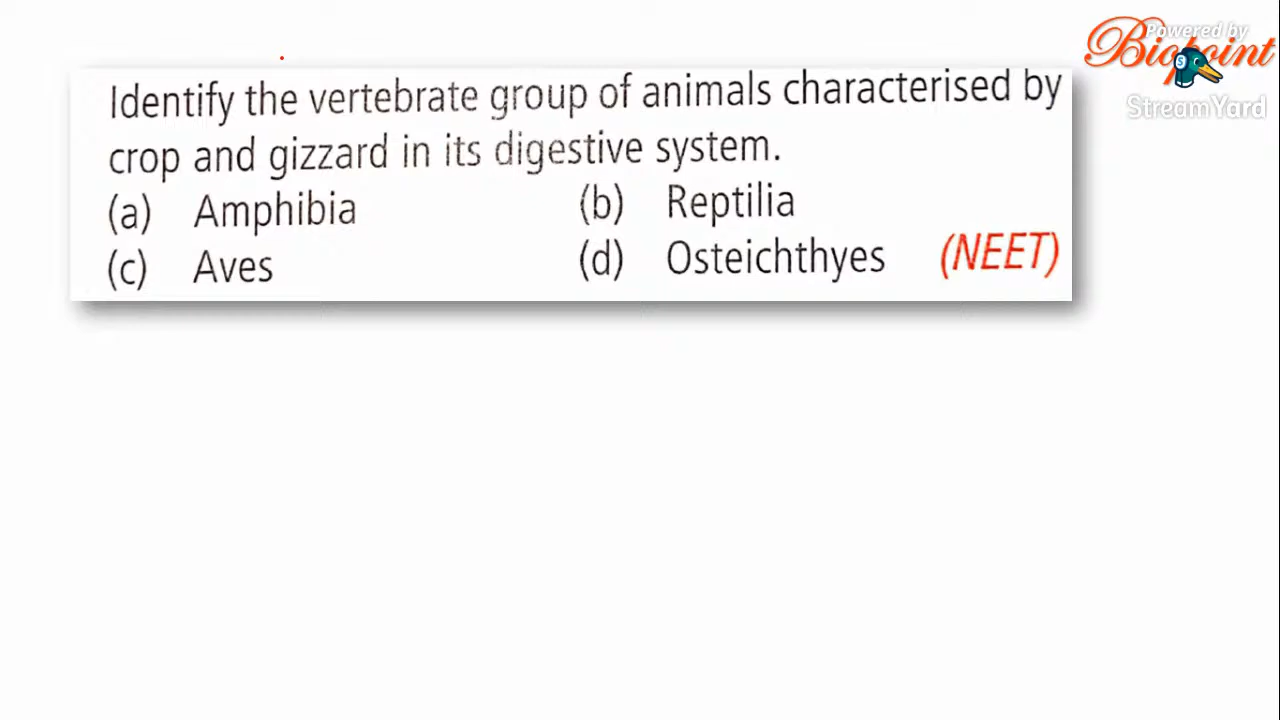 Powered by
Biopoint
StreamYard
Identify the vertebrate group of animals characterised by
crop and gizzard in its digestive system.
(a) Amphibia (b) Reptilia
(c) Aves (d) Osteichthyes (NEET)